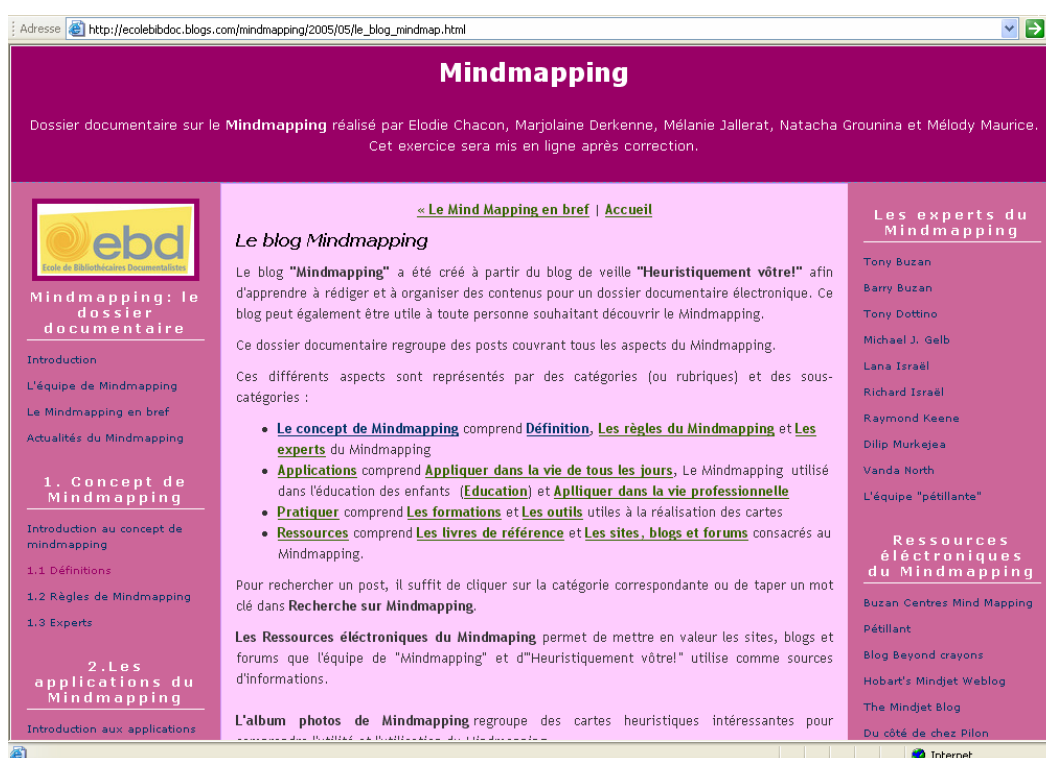 Adresse http://ecolebibdoc.blogs.com/mindmapping/2005/05/le_blog_mindmap.html
Mindmapping
Dossier documentaire sur le Mindmapping réalisé par Elodie Chacon, Marjolaine Derkenne, Mélanie Jallerat, Natacha Grounina et Mélody Maurice.
Cet exercice sera mis en ligne après correction.
ebd
Ecole de Bibliothécaires Documentalistes
Mindmapping: le
dossier
documentaire
Introduction
L'équipe de Mindmapping
Le Mindmapping en bref
Actualités du Mindmapping
1. Concept de
Mindmapping
Introduction au concept de
mindmapping
1.1 Définitions
1.2 Règles de Mindmapping
1.3 Experts
2.Les
applications du
Mindmapping
Introduction aux applications
« Le Mind Mapping en bref | Accueil
Le blog Mindmapping
Le blog "Mindmapping" a été créé à partir du blog de veille "Heuristiquement vôtre!" afin
d'apprendre à rédiger et à organiser des contenus pour un dossier documentaire électronique. Ce
blog peut également être utile à toute personne souhaitant découvrir le Mindmapping.
Ce dossier documentaire regroupe des posts couvrant tous les aspects du Mindmapping.
Ces différents aspects sont représentés par des catégories (ou rubriques) et des sous-
catégories :
• Le concept de Mindmapping comprend Définition, Les règles du Mindmapping et Les
experts du Mindmapping
• Applications comprend Appliquer dans la vie de tous les jours, Le Mindmapping utilisé
dans l'éducation des enfants (Education) et Aplliquer dans la vie professionnelle
• Pratiquer comprend Les formations et Les outils utiles à la réalisation des cartes
• Ressources comprend Les livres de référence et Les sites, blogs et forums consacrés au
Mindmapping.
Pour rechercher un post, il suffit de cliquer sur la catégorie correspondante ou de taper un mot
clé dans Recherche sur Mindmapping.
Les Ressources éléctroniques du Mindmaping permet de mettre en valeur les sites, blogs et
forums que l'équipe de "Mindmapping" et d'"Heuristiquement vôtre!" utilise comme sources
d'informations.
L'album photos de Mindmapping regroupe des cartes heuristiques intéressantes pour
Les experts du
Mindmapping
Tony Buzan
Barry Buzan
Tony Dottino
Michael J. Gelb
Lana Israël
Richard Israël
Raymond Keene
Dilip Murkejea
Vanda North
L'équipe "pétillante"
Ressources
éléctroniques
du Mindmapping
Buzan Centres Mind Mapping
Pétillant
Blog Beyond crayons
Hobart's Mindjet Weblog
The Mindjet Blog
Du côté de chez Pilon
Internet